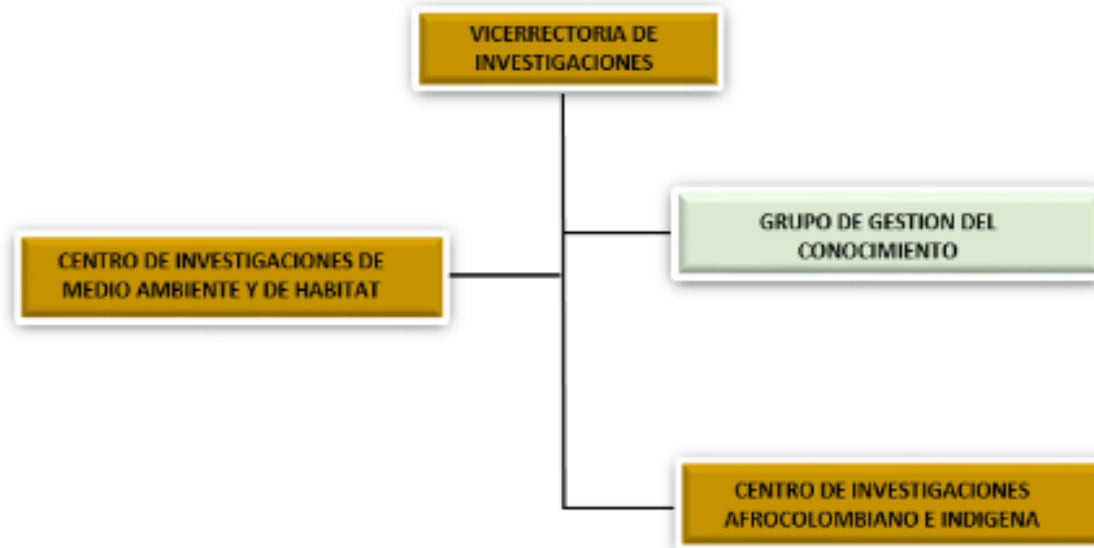 VICERRECTORIA DE
INVESTIGACIONES
GRUPO DE GESTION DEL
CONOCIMIENTO
CENTRO DE INVESTIGACIONES DE
MEDIO AMBIENTE Y DE HABITAT
CENTRO DE INVESTIGACIONES
AFROCOLOMBIANO E INDIGENA